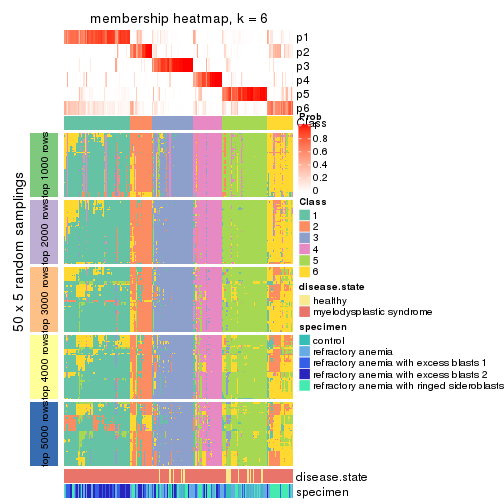 membership heatmap, k = 6
p1
p2
p3
p4
p5
p6
Prob
Class
1
0.8
0.6
0.4
0.2
0
Class
1
2
3
4
5
6
disease.state
healthy
myelodysplastic syndrome
specimen
control
refractory anemia
refractory anemia with excess blasts 1
refractory anemia with excess blasts 2
refractory anemia with ringed sideroblasts
50 x 5 random samplings
top 1000 rows
top 2000 rows
top 3000 rows
top 4000 rows
top 5000 rows
disease.state
specimen